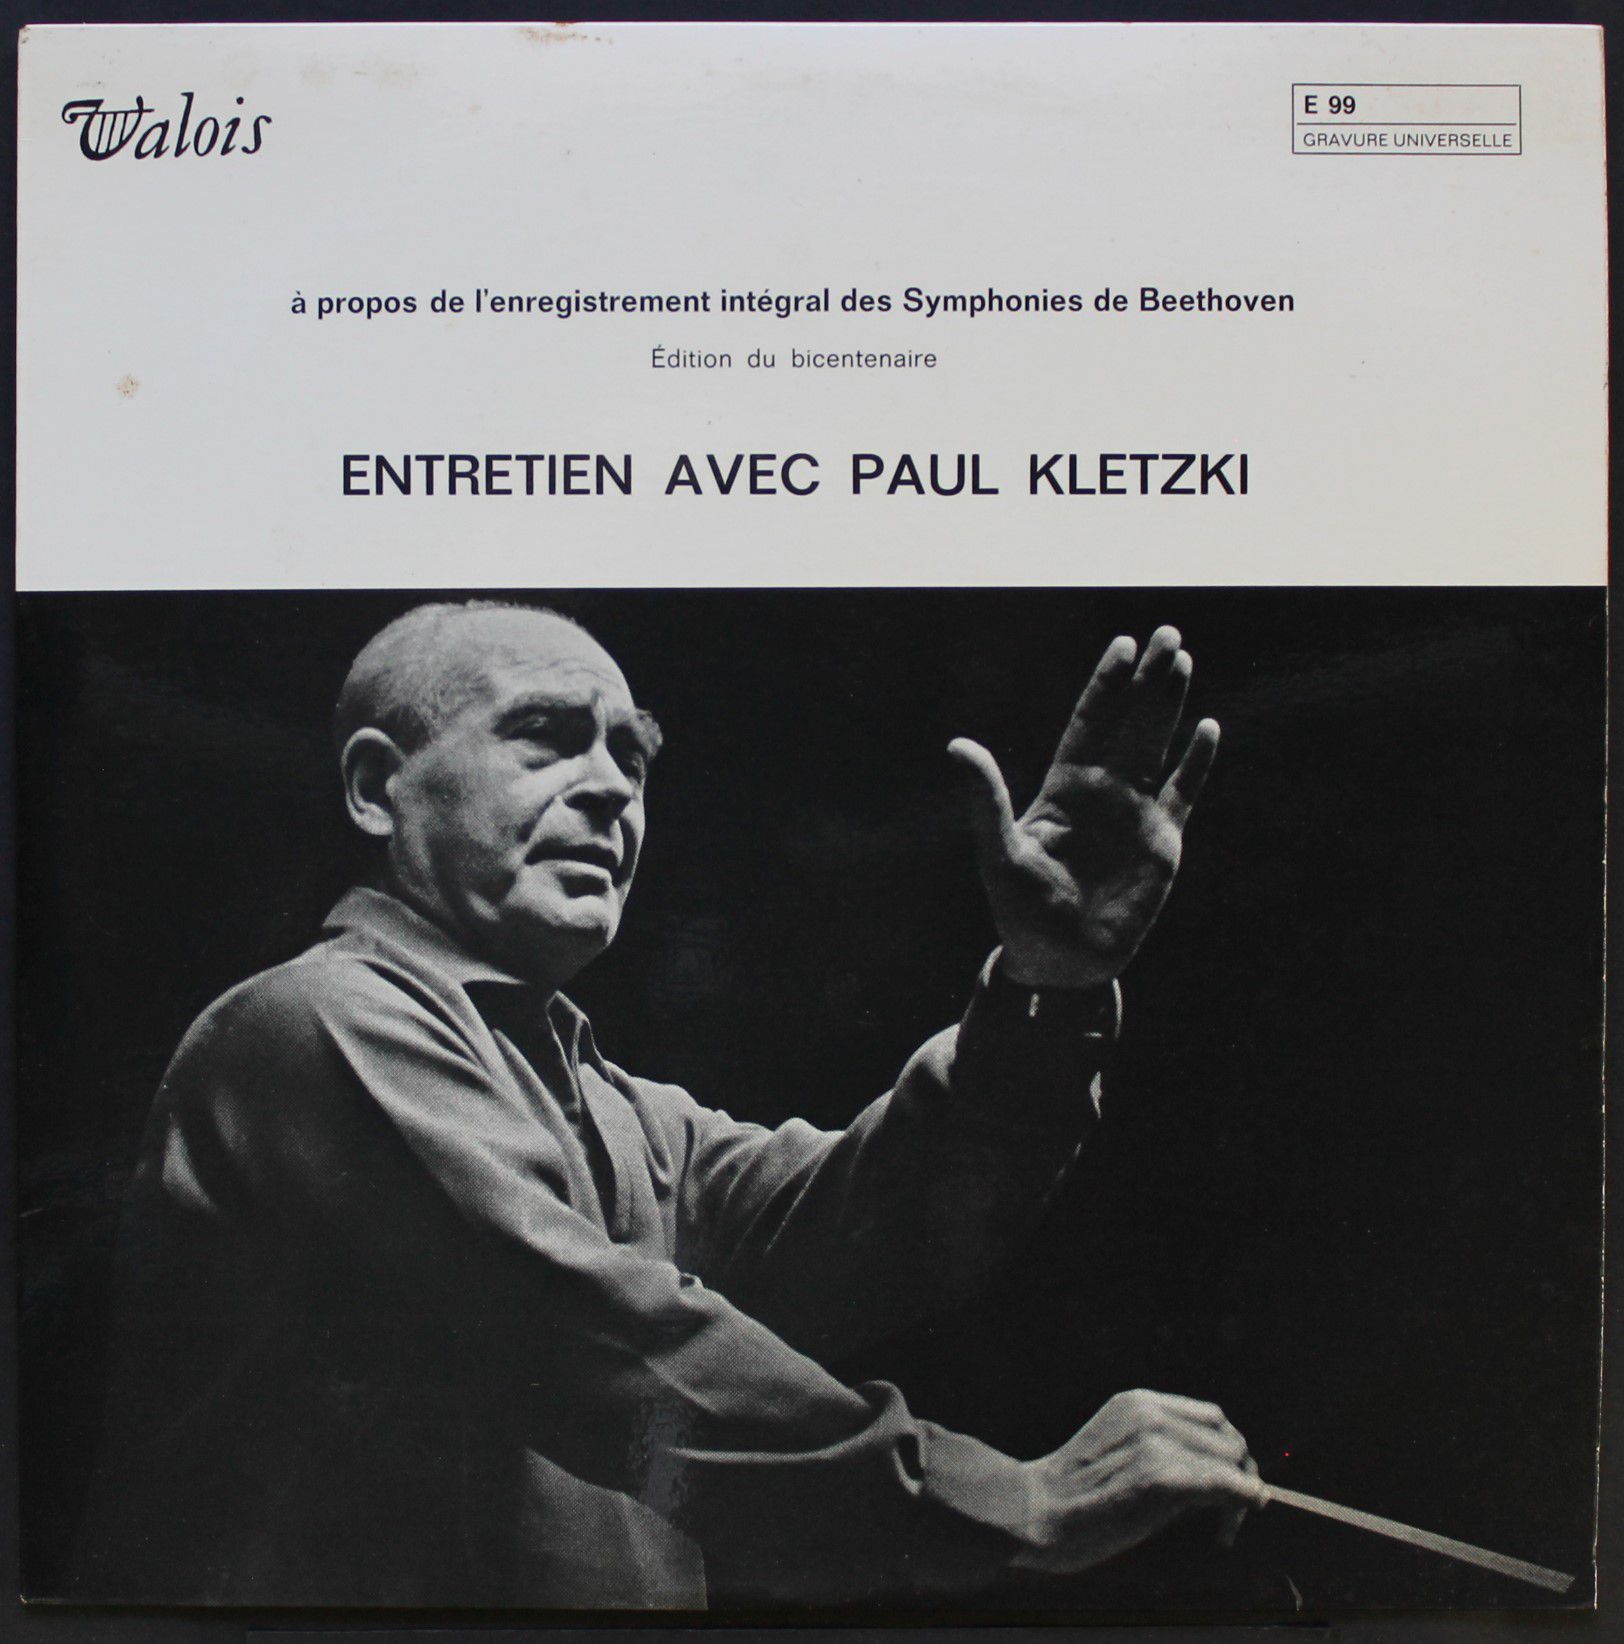 Valois
E 99
GRAVURE UNIVERSELLE
à propos de l'enregistrement intégral des Symphonies de Beethoven
Édition du bicentenaire
ENTRETIEN AVEC PAUL KLETZKI